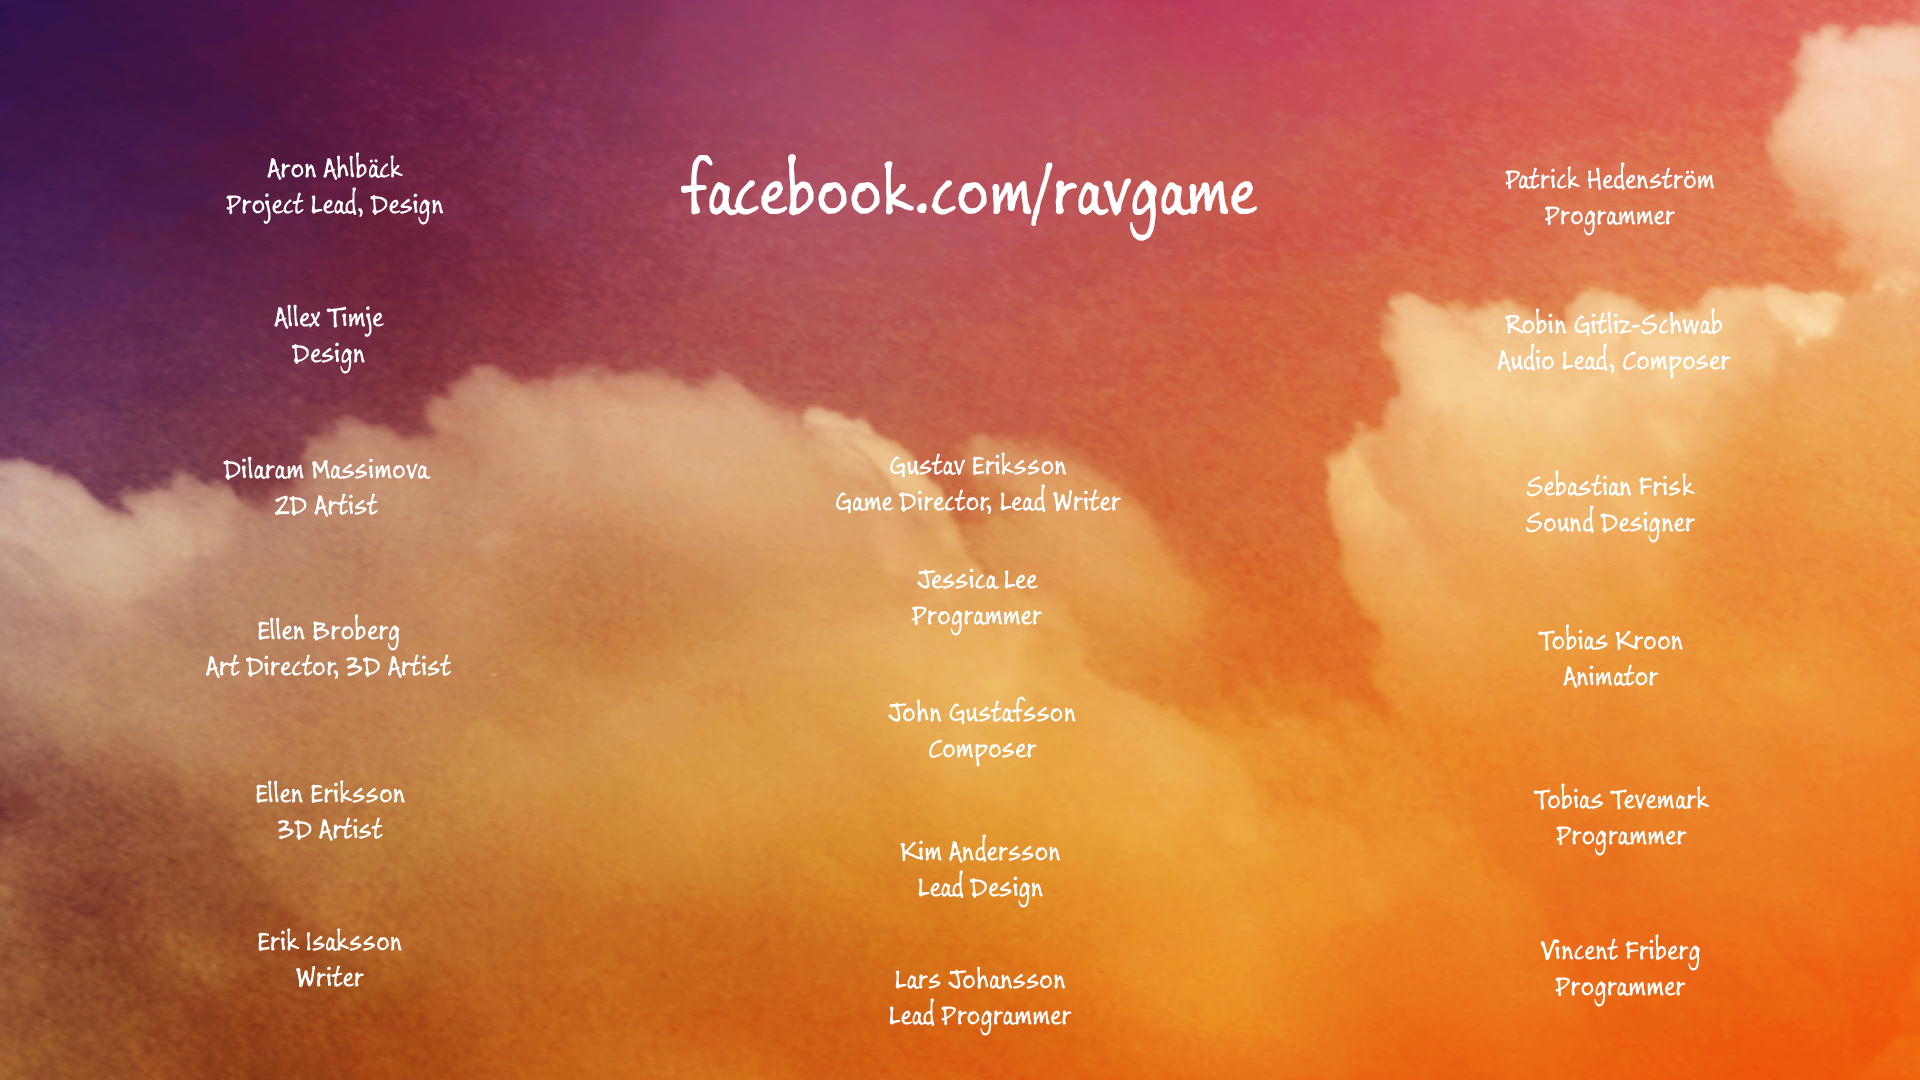 Aron Ahlbäck
Project Lead, Design
Allex Timje
Design
Dilaram Massimova
2D Artist
Ellen Broberg
Art Director, 3D Artist
Ellen Eriksson
3D Artist
Erik Isaksson
Writer
facebook.com/ravgame
Gustav Eriksson
Game Director, Lead Writer
Jessica Lee
Programmer
John Gustafsson
Composer
Kim Andersson
Lead Design
Lars Johansson
Lead Programmer
Patrick Hedenström
Programmer
Robin Gitliz-Schwab
Audio Lead, Composer
Sebastian Frisk
Sound Designer
Tobias Kroon
Animator
Tobias Tevemark
Programmer
Vincent Friberg
Programmer